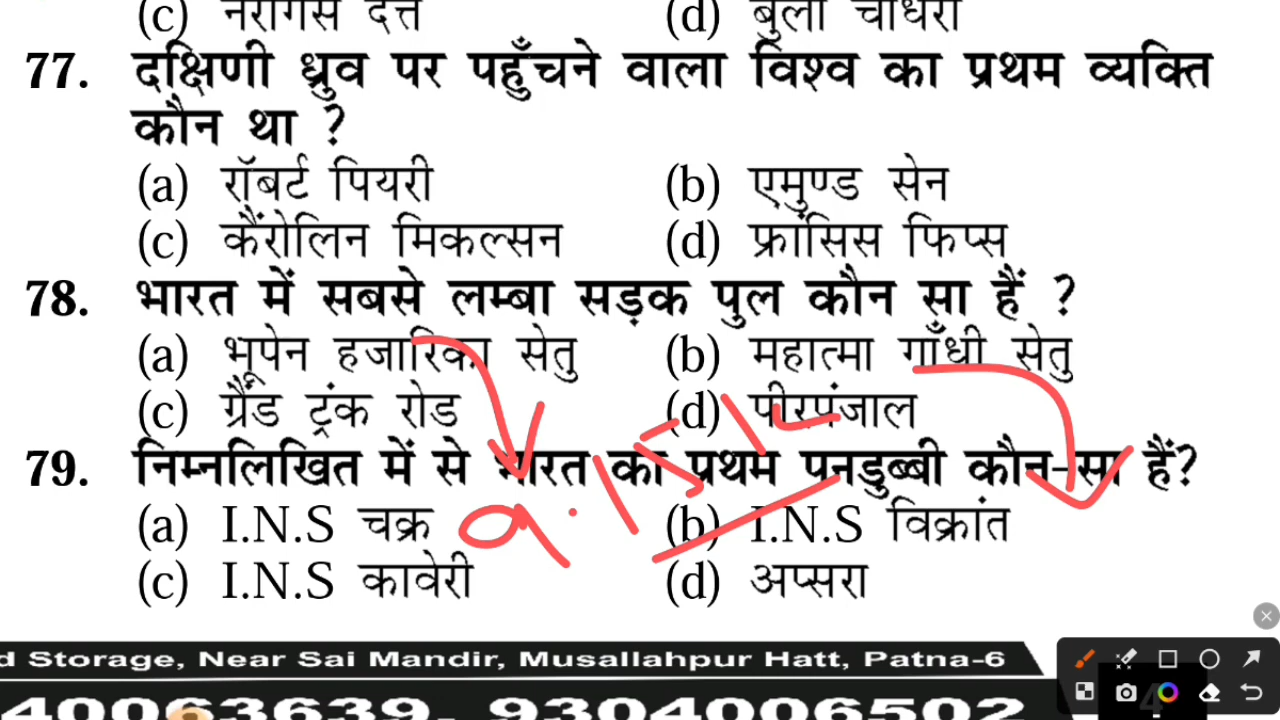 (c) नरगिस दत्त (d) बुला चौधरी
77. दक्षिणी ध्रुव पर पहुँचने वाला विश्व का प्रथम व्यक्ति
कौन था ?
(a) रॉबर्ट पियरी (b) एमुण्ड सेन
(c) कैंरोलिन मिकल्सन (d) फ्रांसिस फिप्स
78. भारत में सबसे लम्बा सड़क पुल कौन सा हैं ?
(a) भूपेन हजारिका सेतु (b) महात्मा गाँधी सेतु
(c) ग्रैंड ट्रंक रोड (d) पीरपंजाल
79. निम्नलिखित में से भारत का प्रथम पनडुब्बी कौन-सा हैं?
(a) I.N.S चक्र (b) I.N.S विक्रांत
(c) I.N.S कावेरी (d) अप्सरा
d Storage, Near Sai Mandir, Musallahpur Hatt, Patna-6
40063639, 9304006502